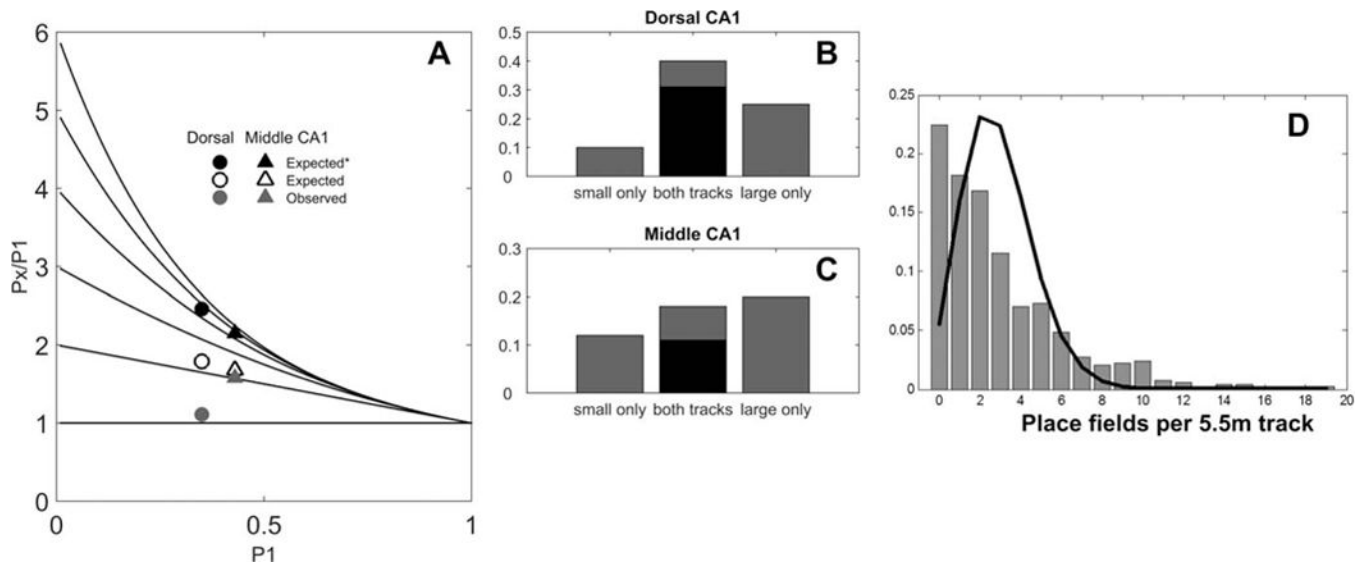 A
6
5
4
3
2
1
0
Px/P1
0
0.5
1
P1
Dorsal Middle CA1
Expected*
Expected
Observed
Dorsal CA1
B
0.5
0.4
0.3
0.2
0.1
0
small only both tracks large only
Middle CA1
C
0.3
0.2
0.1
0
small only both tracks large only
D
0.25
0.2
0.15
0.1
0.05
0
0 2 4 6 8 10 12 14 16 18 20
Place fields per 5.5m track